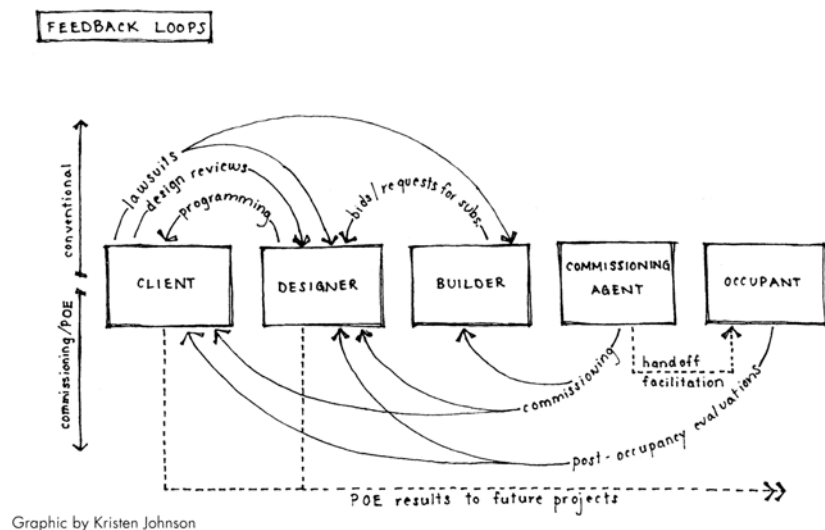 FEEDBACK LOOPS
conventional
commissioning/POE
lawsuits
design reviews
programming
bids/requests for subs.
CLIENT
DESIGNER
BUILDER
COMMISSIONING
AGENT
OCCUPANT
commissioning
handoff
facilitation
post-occupancy evaluations
POE results to future projects
Graphic by Kristen Johnson